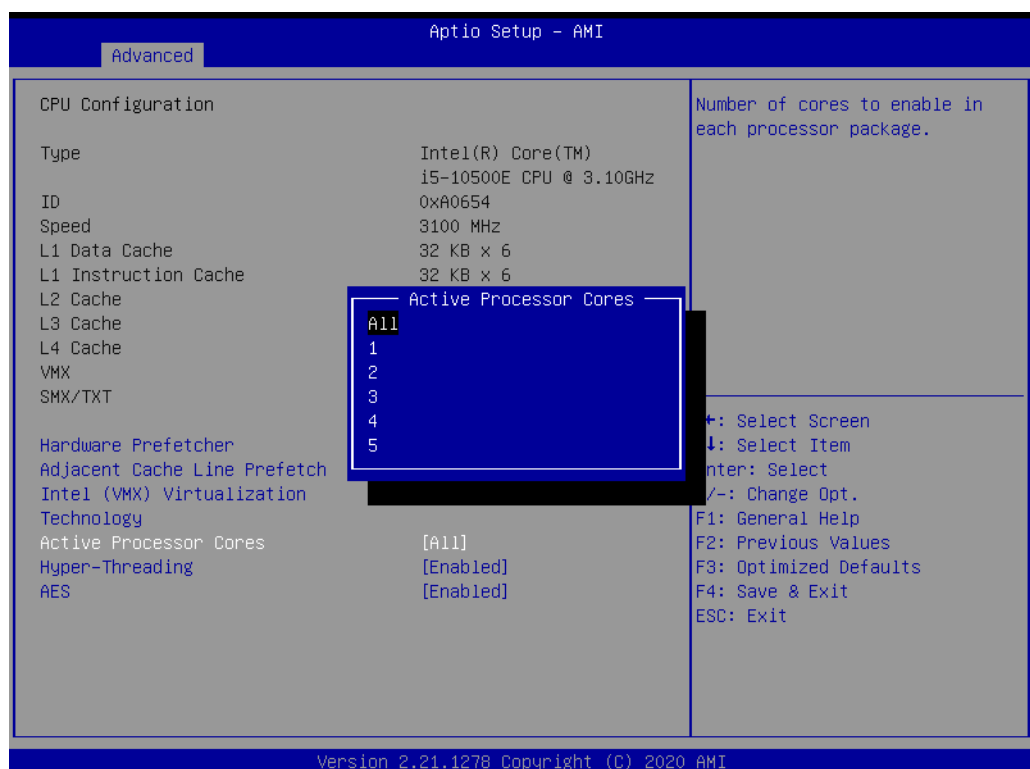 Aptio Setup – AMI
Advanced
CPU Configuration
Type Intel(R) Core(TM)
i5-10500E CPU @ 3.10GHz
ID 0xA0654
Speed 3100 MHz
L1 Data Cache 32 KB x 6
L1 Instruction Cache 32 KB x 6
L2 Cache
L3 Cache
L4 Cache
VMX
SMX/TXT
Hardware Prefetcher
Adjacent Cache Line Prefetch
Intel (VMX) Virtualization
Technology
Active Processor Cores [All]
Hyper-Threading [Enabled]
AES [Enabled]
Active Processor Cores
All
1
2
3
4
5
Number of cores to enable in
each processor package.
: Select Screen
: Select Item
nter: Select
/-: Change Opt.
F1: General Help
F2: Previous Values
F3: Optimized Defaults
F4: Save & Exit
ESC: Exit
Version 2.21.1278 Copyright (C) 2020 AMI